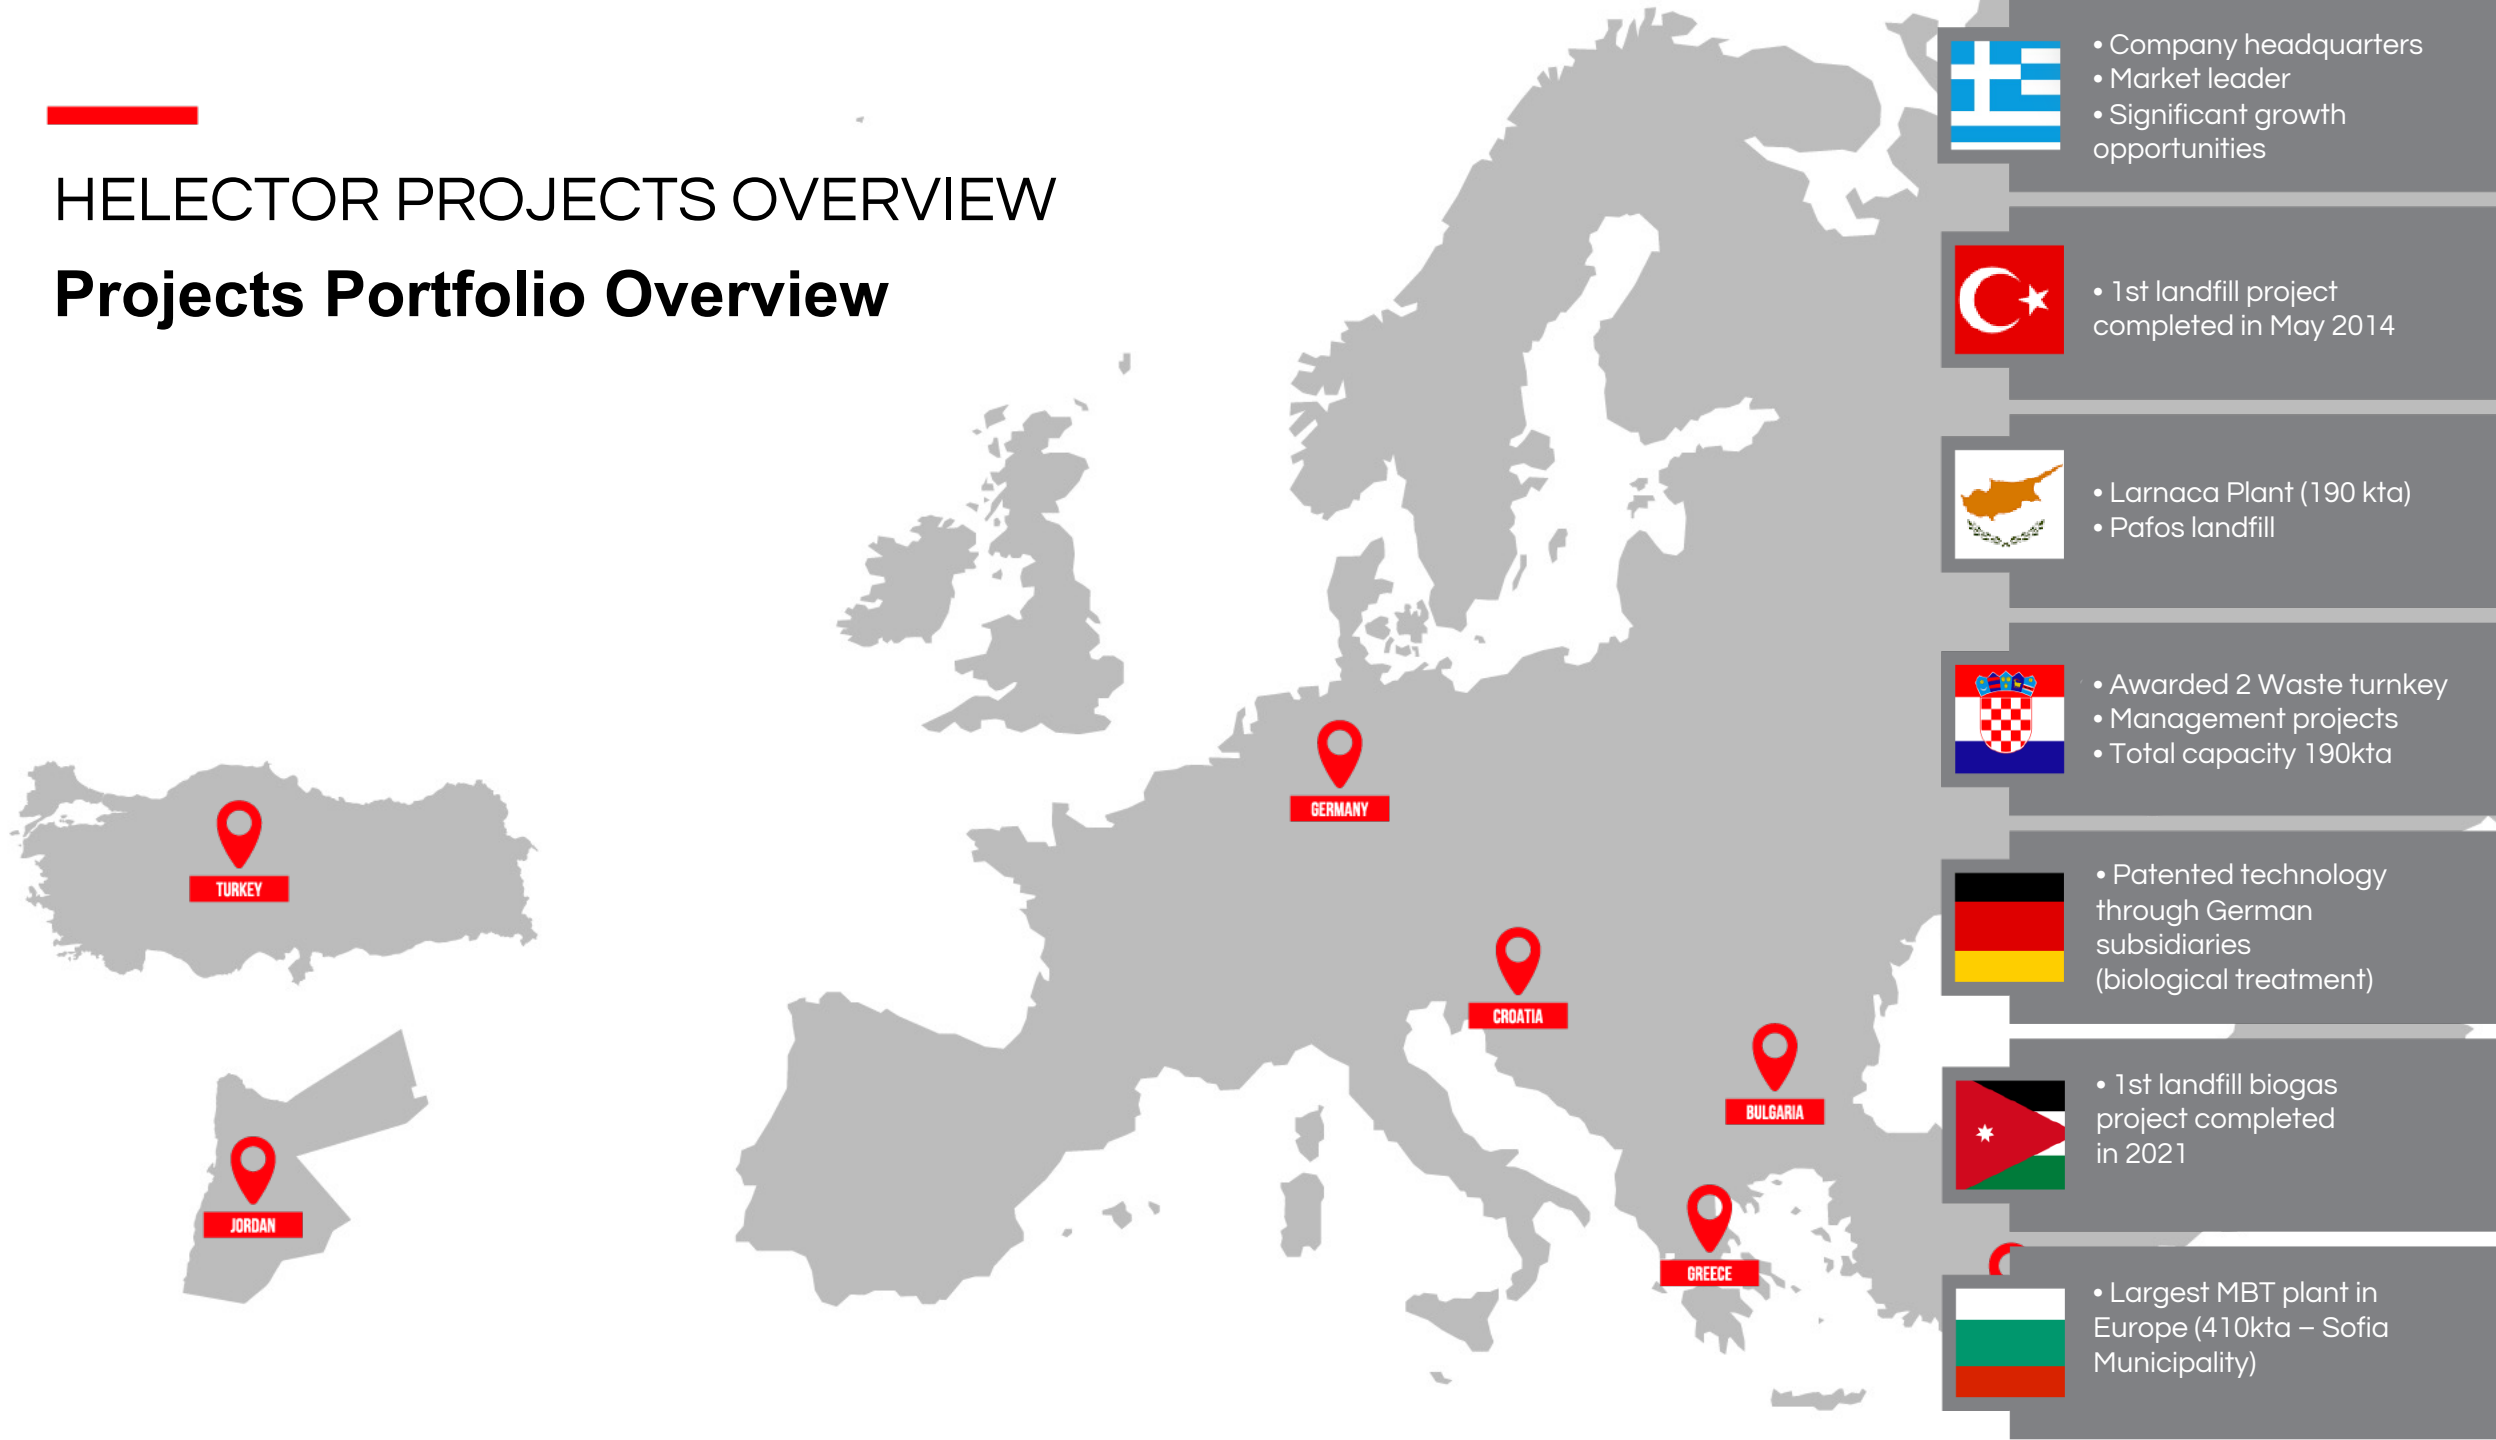 HELECTOR PROJECTS OVERVIEW
Projects Portfolio Overview
• Company headquarters
• Market leader
• Significant growth
opportunities
• 1st landfill project
completed in May 2014
• Larnaca Plant (190 kta)
• Pafos landfill
• Awarded 2 Waste turnkey
• Management projects
• Total capacity 190kta
• Patented technology
through German
subsidiaries
(biological treatment)
• 1st landfill biogas
project completed
in 2021
• Largest MBT plant in
Europe (410kta – Sofia
Municipality)
GERMANY
TURKEY
CROATIA
BULGARIA
JORDAN
GREECE